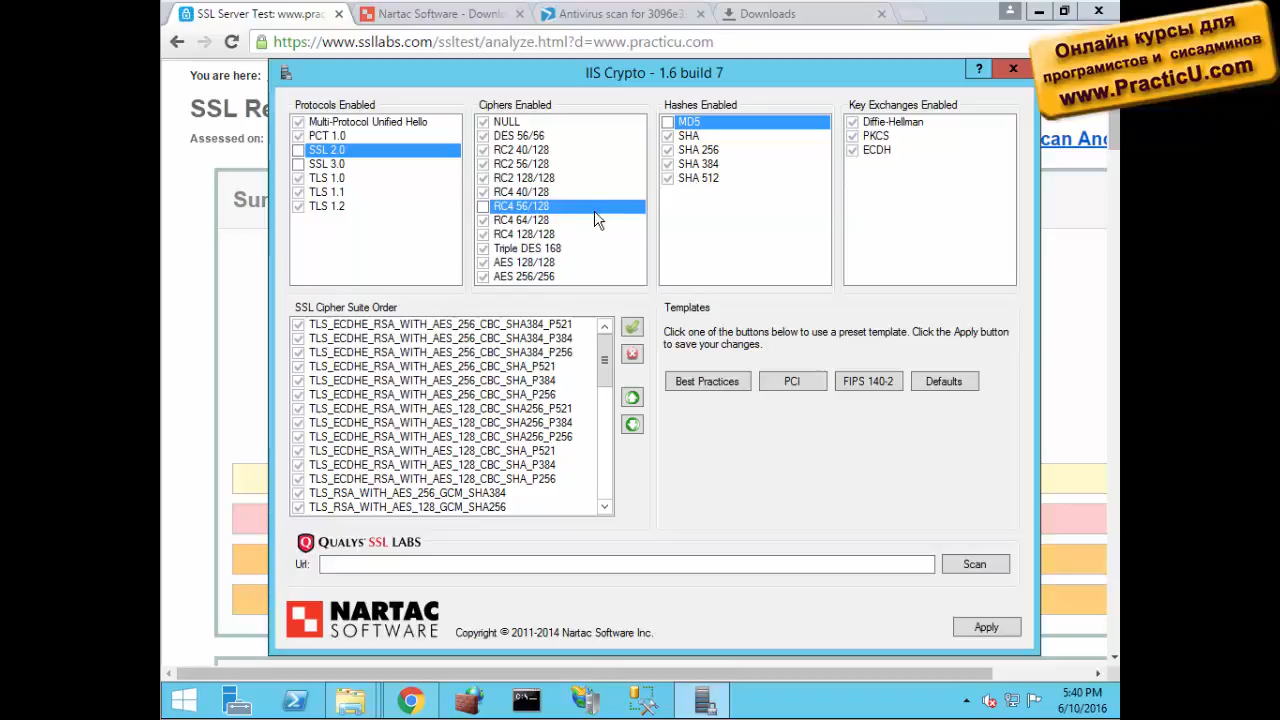 SSL Server Test: www.prac
Nartac Software - Downlo
Antivirus scan for 3096e3
Downloads
https://www.ssllabs.com/ssltest/analyze.html?d=www.practicu.com
Онлайн курсы для
програмистов и сисадминов
www.PracticU.com
You are here:
SSL Re
Assessed on:
can Ano
Sum
IIS Crypto - 1.6 build 7
?
Protocols Enabled
Multi-Protocol Unified Hello
PCT 1.0
SSL 2.0
SSL 3.0
TLS 1.0
TLS 1.1
TLS 1.2
Ciphers Enabled
NULL
DES 56/56
RC2 40/128
RC2 56/128
RC2 128/128
RC4 40/128
RC4 56/128
RC4 64/128
RC4 128/128
Triple DES 168
AES 128/128
AES 256/256
Hashes Enabled
MD5
SHA
SHA 256
SHA 384
SHA 512
Key Exchanges Enabled
Diffie-Hellman
PKCS
ECDH
SSL Cipher Suite Order
TLS_ECDHE_RSA_WITH_AES_256_CBC_SHA384_P521
TLS_ECDHE_RSA_WITH_AES_256_CBC_SHA384_P384
TLS_ECDHE_RSA_WITH_AES_256_CBC_SHA384_P256
TLS_ECDHE_RSA_WITH_AES_256_CBC_SHA_P521
TLS_ECDHE_RSA_WITH_AES_256_CBC_SHA_P384
TLS_ECDHE_RSA_WITH_AES_256_CBC_SHA_P256
TLS_ECDHE_RSA_WITH_AES_128_CBC_SHA256_P521
TLS_ECDHE_RSA_WITH_AES_128_CBC_SHA256_P384
TLS_ECDHE_RSA_WITH_AES_128_CBC_SHA256_P256
TLS_ECDHE_RSA_WITH_AES_128_CBC_SHA_P521
TLS_ECDHE_RSA_WITH_AES_128_CBC_SHA_P384
TLS_ECDHE_RSA_WITH_AES_128_CBC_SHA_P256
TLS_RSA_WITH_AES_256_GCM_SHA384
TLS_RSA_WITH_AES_128_GCM_SHA256
Templates
Click one of the buttons below to use a preset template. Click the Apply button
to save your changes.
Best Practices
PCI
FIPS 140-2
Defaults
QUALYS' SSL LABS
Url:
Scan
NARTAC
SOFTWARE
Copyright © 2011-2014 Nartac Software Inc.
Apply
5:40 PM
6/10/2016